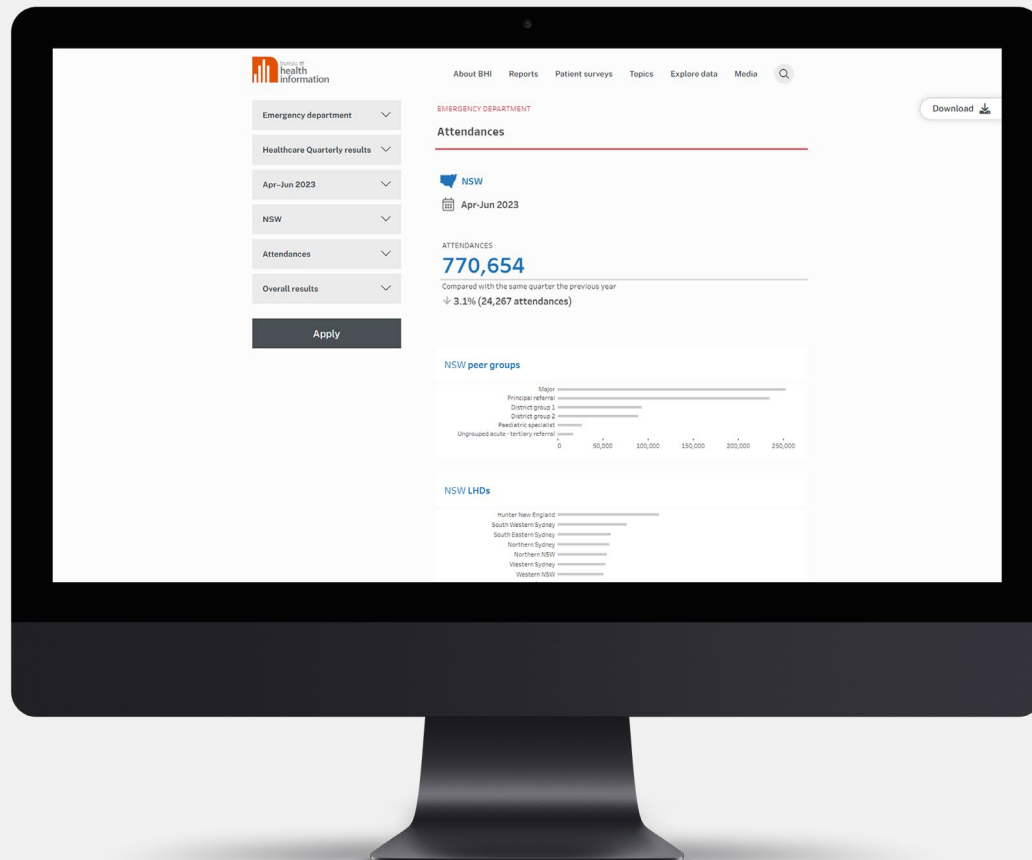 bureau of
health
information
About BHI Reports Patient surveys Topics Explore data Media
Emergency department
Healthcare Quarterly results
Apr-Jun 2023
NSW
Attendances
Overall results
Apply
Download
EMERGENCY DEPARTMENT
Attendances
NSW
Apr-Jun 2023
ATTENDANCES
770,654
Compared with the same quarter the previous year
3.1% (24,267 attendances)
NSW peer groups
Major
Principal referral
District group 1
District group 2
Paediatric specialist
Ungrouped acute - tertiary referral
0 50,000 100,000 150,000 200,000 250,000
NSW LHDs
Hunter New England
South Western Sydney
South Eastern Sydney
Northern Sydney
Northern NSW
Western Sydney
Western NSW